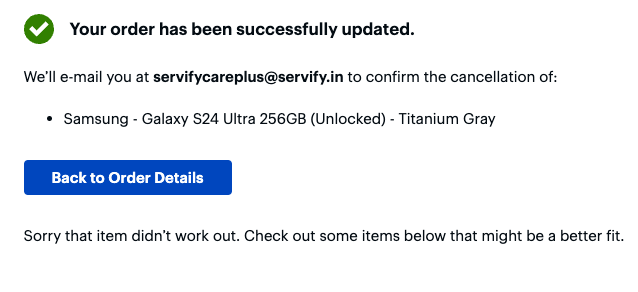 Your order has been successfully updated.
We'll e-mail you at servifycareplus@servify.in to confirm the cancellation of:
• Samsung - Galaxy S24 Ultra 256GB (Unlocked) - Titanium Gray
Back to Order Details
Sorry that item didn't work out. Check out some items below that might be a better fit.